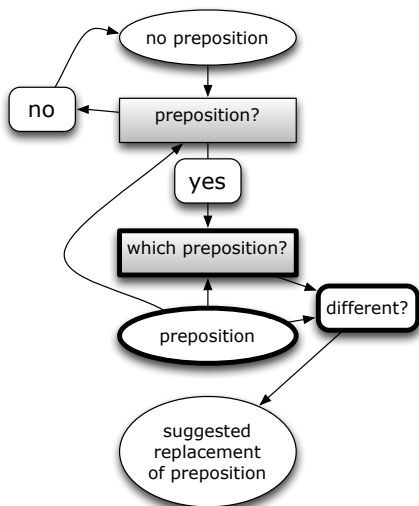 no preposition
no
preposition?
yes
which preposition?
different?
preposition
suggested
replacement
of preposition